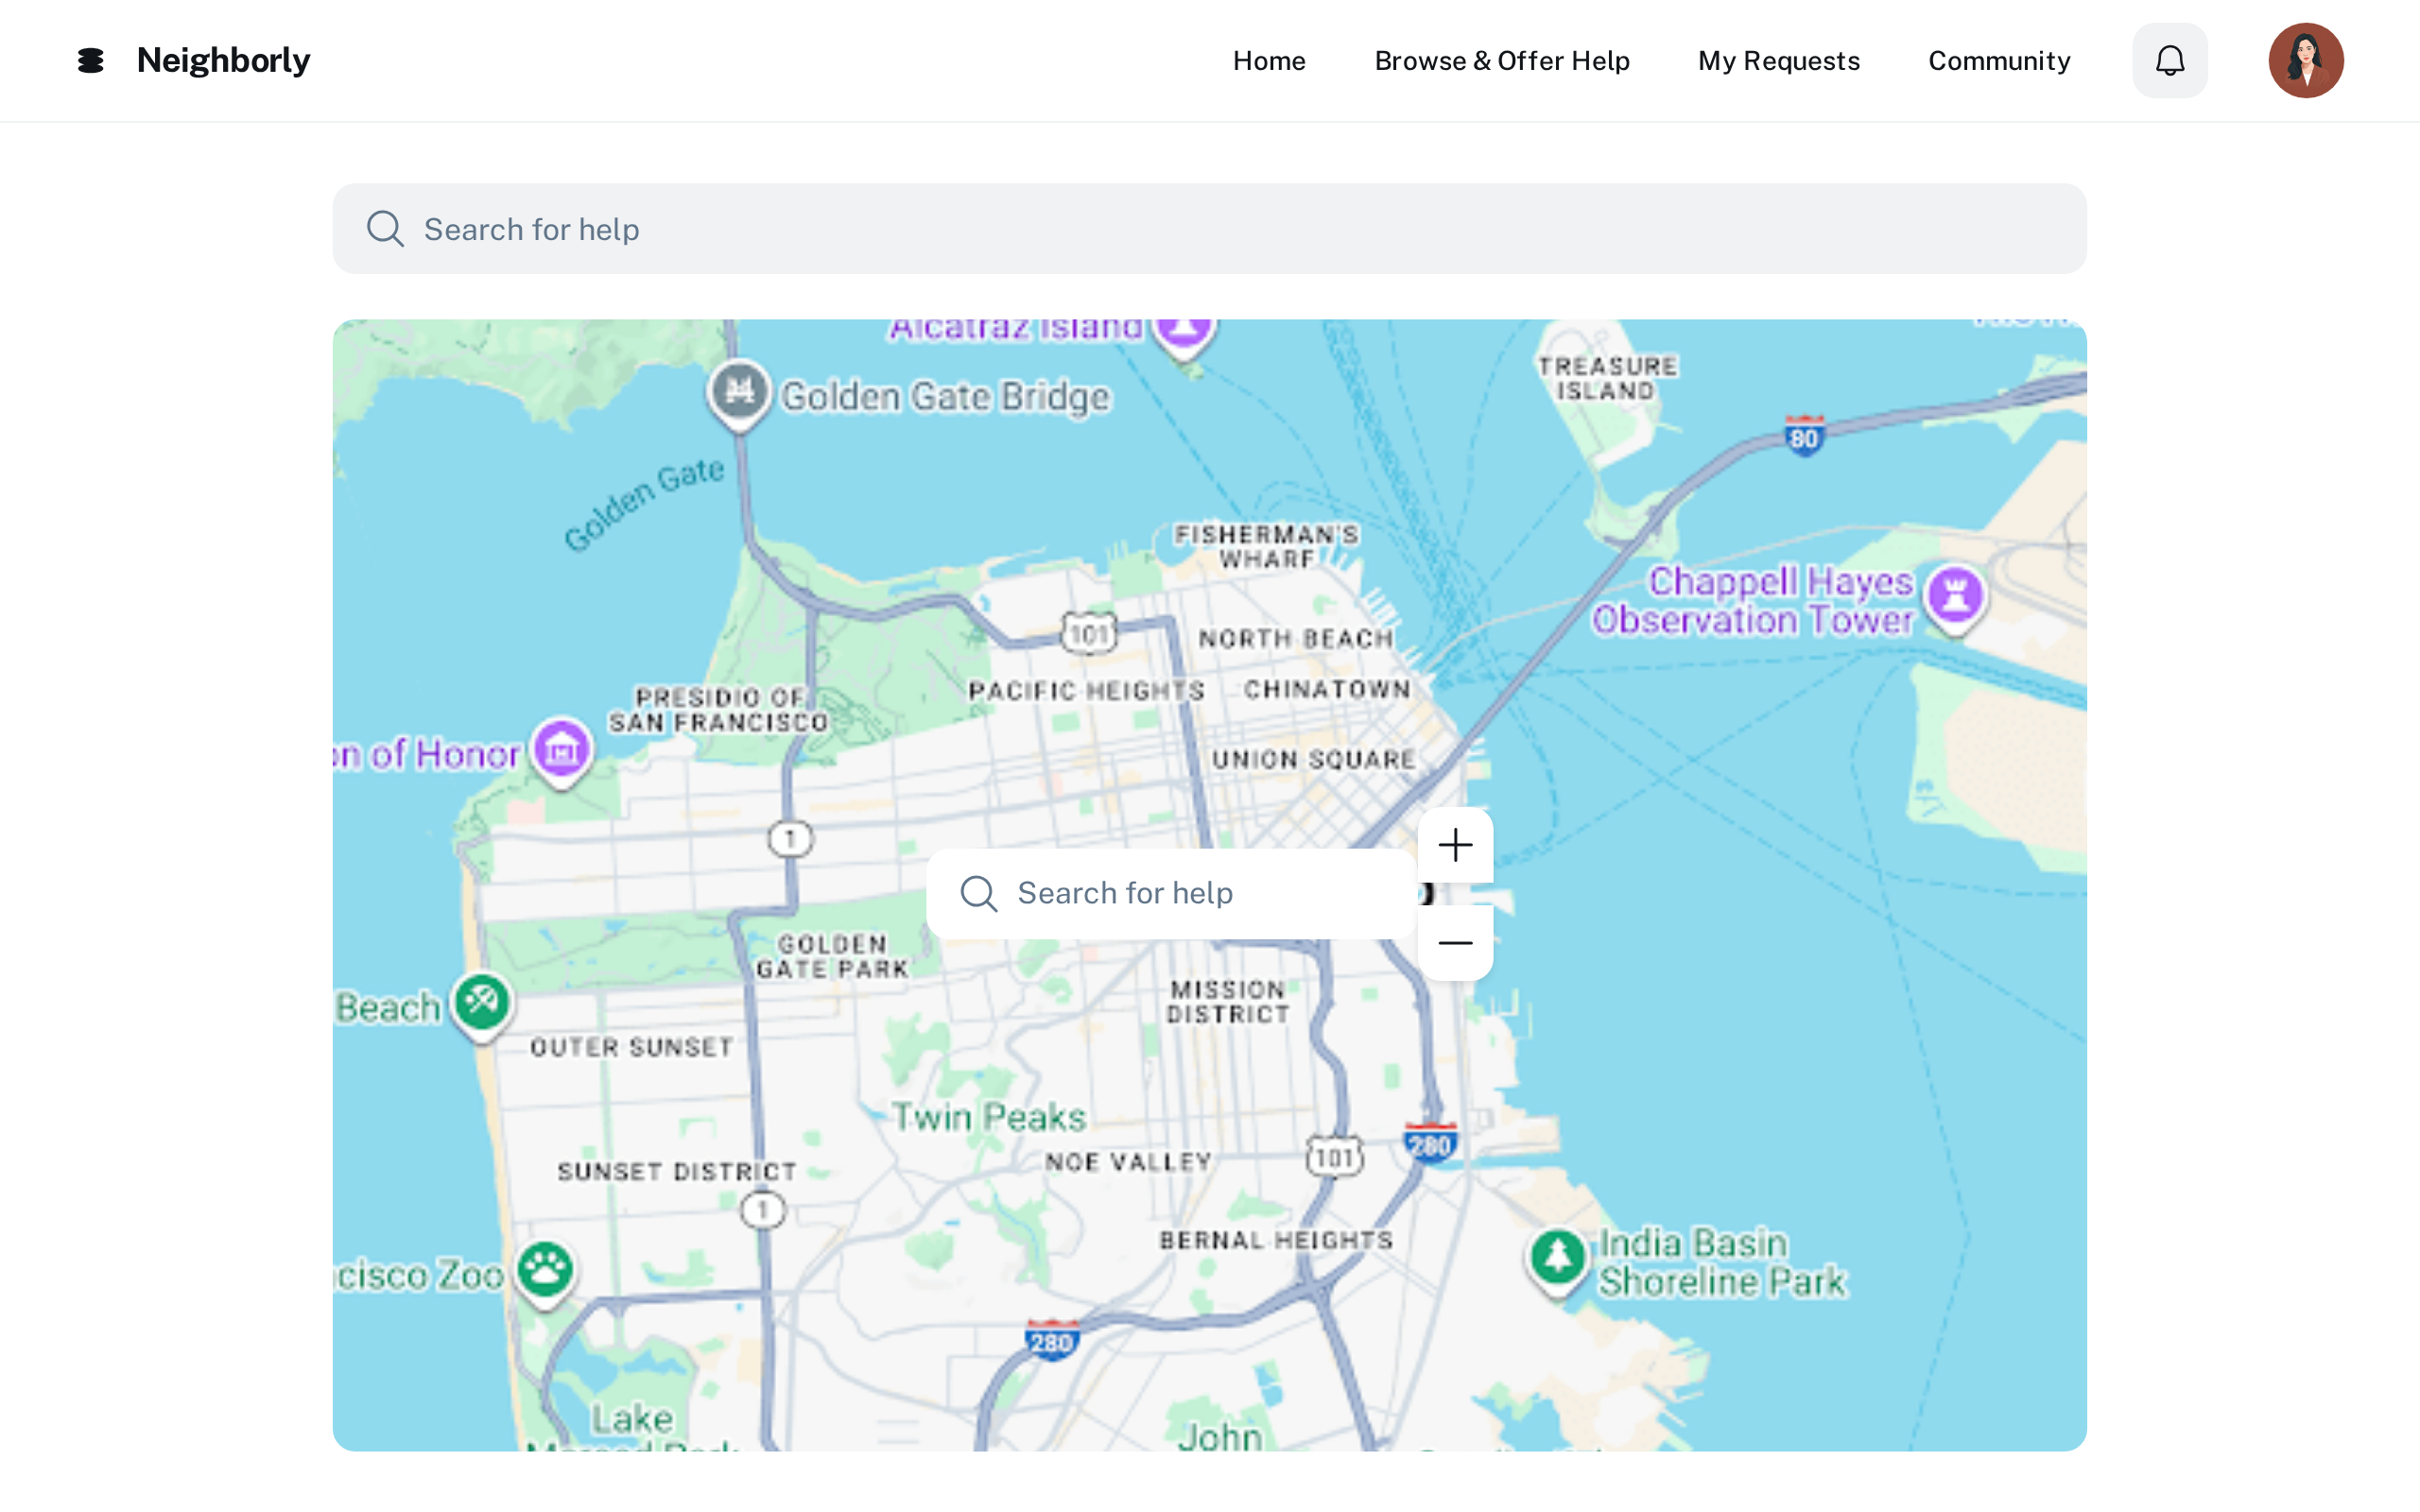 Neighborly
Home
Browse & Offer Help
My Requests
Community
Search for help
Alcatraz Island
Golden Gate Bridge
TREASURE
ISLAND
80
Golden Gate
FISHERMAN'S
WHARF
Chappell Hayes
Observation Tower
101
NORTH BEACH
PRESIDIO OF
SAN FRANCISCO
PACIFIC HEIGHTS
CHINATOWN
on of Honor
UNION SQUARE
1
+
Search for help
−
GOLDEN
GATE PARK
MISSION
DISTRICT
Beach
OUTER SUNSET
Twin Peaks
280
101
NOE VALLEY
SUNSET DISTRICT
1
BERNAL HEIGHTS
India Basin
Shoreline Park
cisco Zoo
280
Lake
John